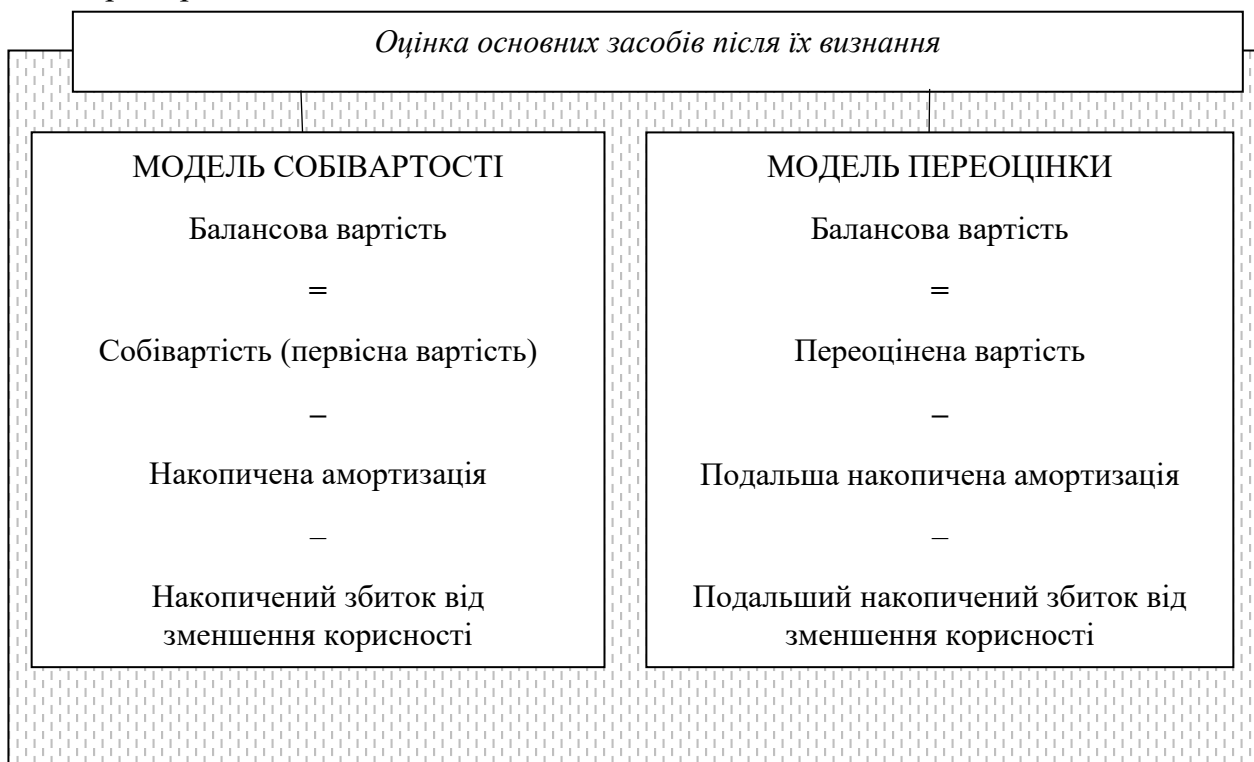 Оцінка основних засобів після їх визнання
МОДЕЛЬ СОБІВАРТОСТІ
Балансова вартість
=
Собівартість (первісна вартість)
–
Накопичена амортизація
–
Накопичений збиток від
зменшення корисності
МОДЕЛЬ ПЕРЕОЦІНКИ
Балансова вартість
=
Переоцінена вартість
–
Подальша накопичена амортизація
–
Подальший накопичений збиток від
зменшення корисності